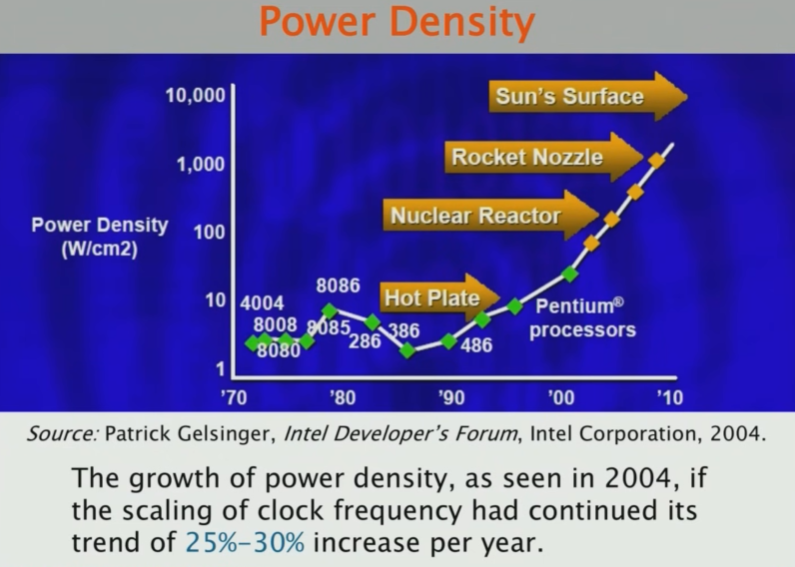 Power Density
10,000
1,000
100
10
1
Power Density
(W/cm2)
Sun's Surface
Rocket Nozzle
Nuclear Reactor
Hot Plate
4004
8008
8080
8085
8086
286
386
486
Pentium®
processors
'70
'80
'90
'00
'10
Source: Patrick Gelsinger, Intel Developer's Forum, Intel Corporation, 2004.
The growth of power density, as seen in 2004, if
the scaling of clock frequency had continued its
trend of 25%–30% increase per year.